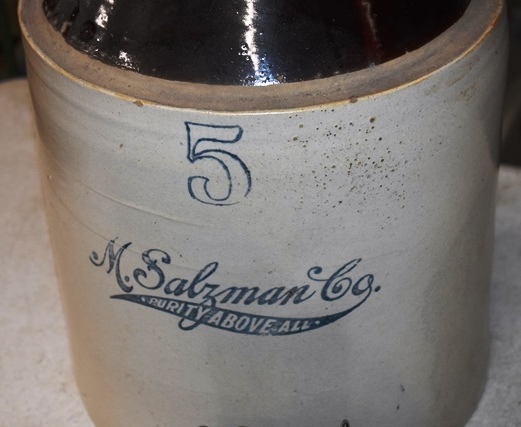 5
M. Salzman Co.
PURITY ABOVE ALL